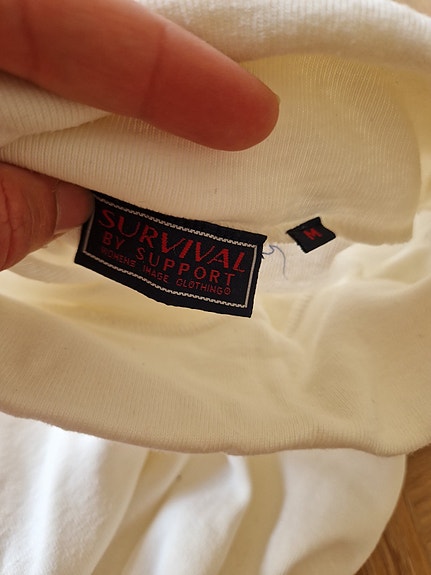 SURVIVAL
BY SUPPORT
WOMENS IMAGE CLOTHING®
M